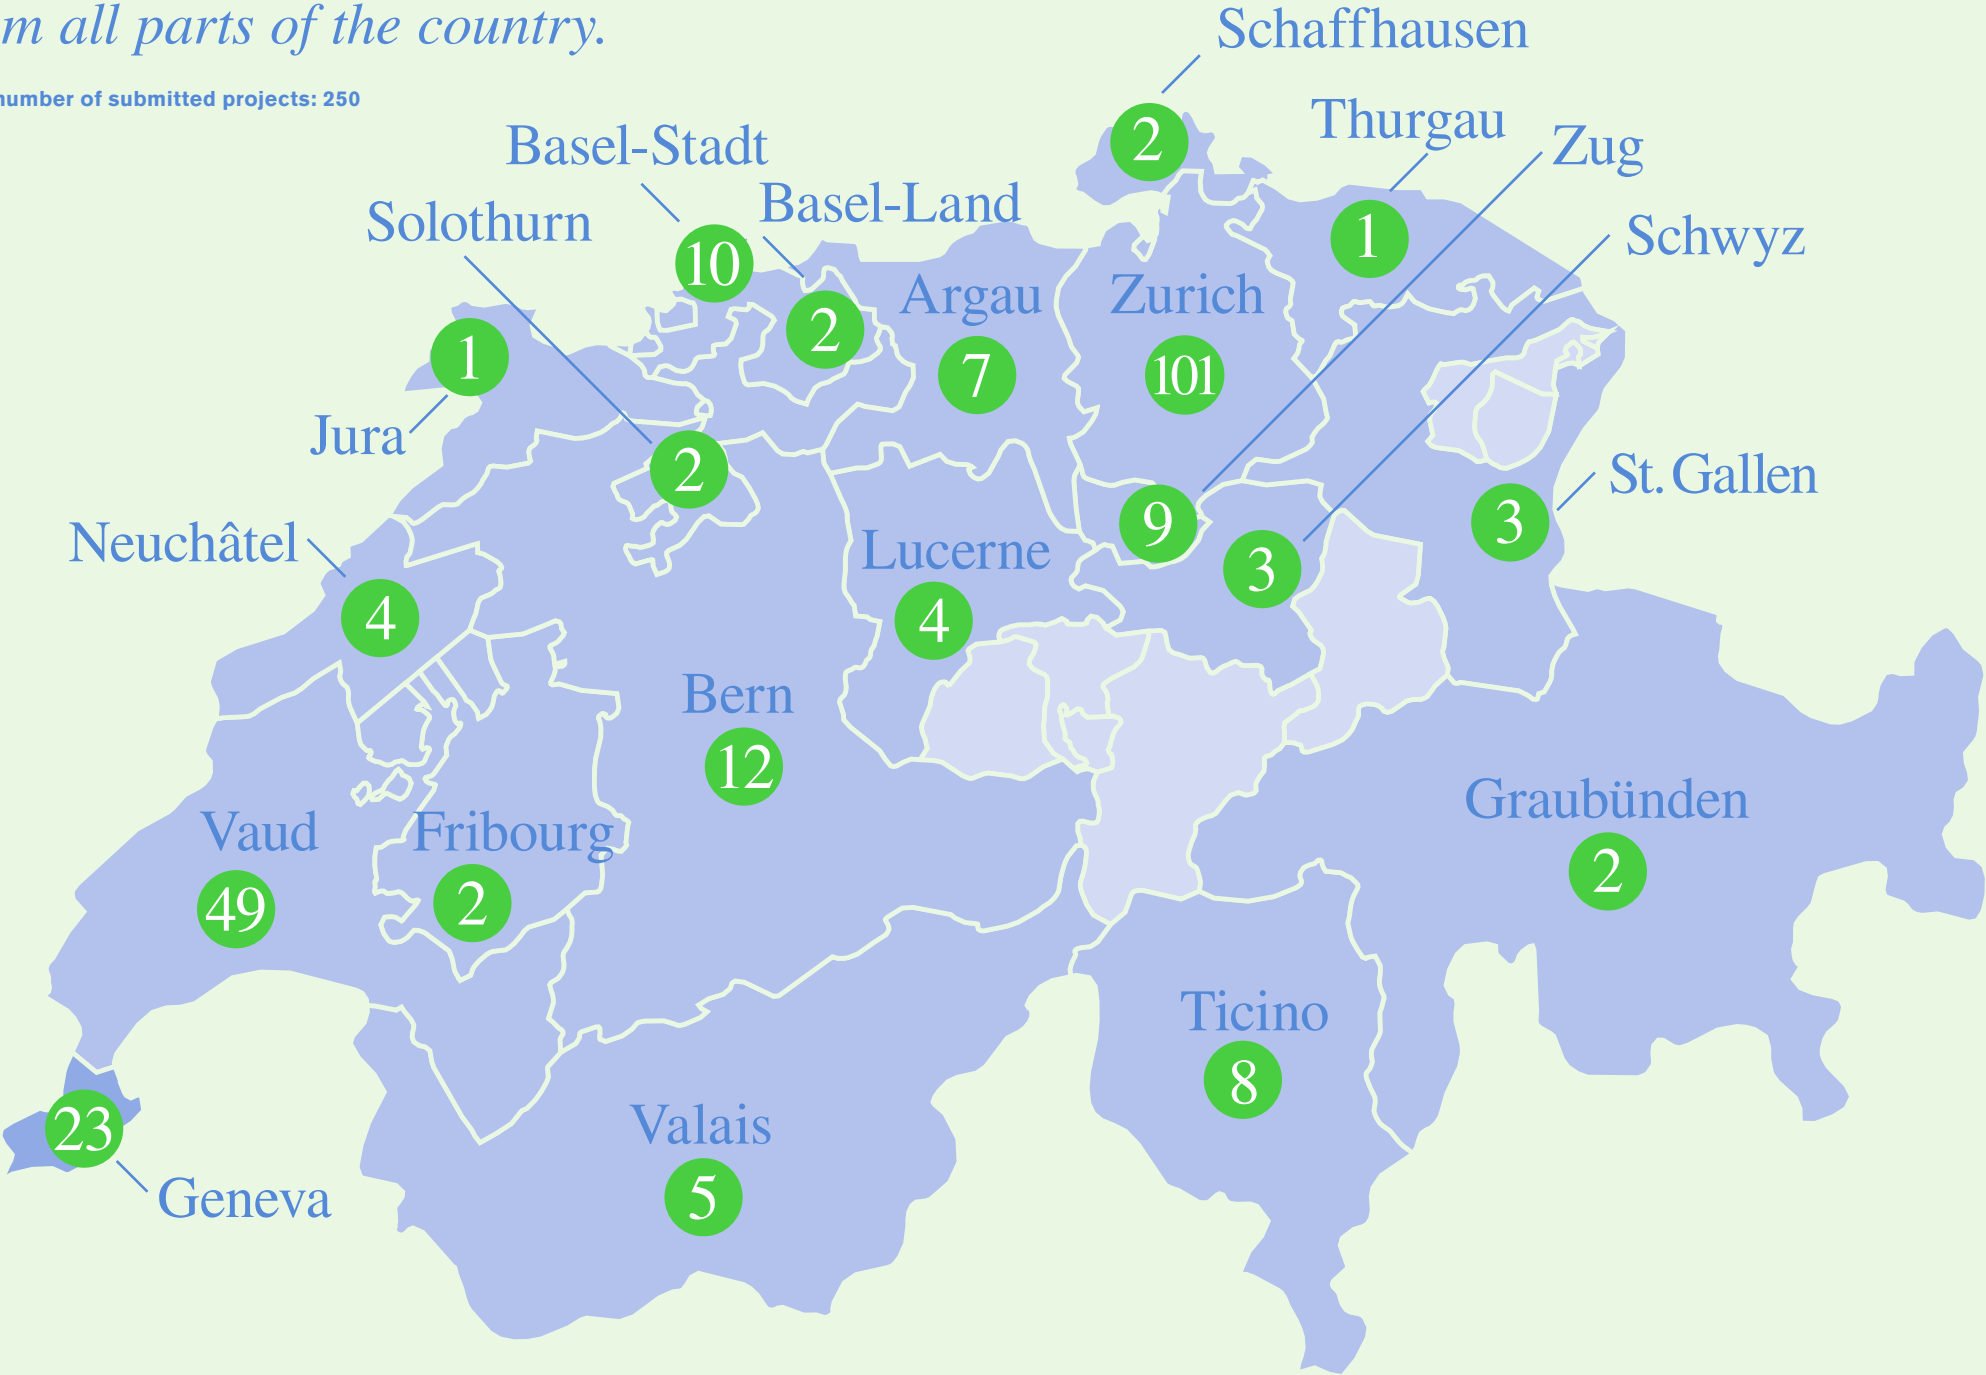 m all parts of the country.
number of submitted projects: 250
Schaffhausen
2
Thurgau
1
Zug
9
Schwyz
3
Basel-Stadt
10
Basel-Land
2
Solothurn
2
Argau
7
Zurich
101
Jura
1
St. Gallen
3
Neuchâtel
4
Lucerne
4
Bern
12
Graubünden
2
Vaud
49
Fribourg
2
Ticino
8
Valais
5
Geneva
23